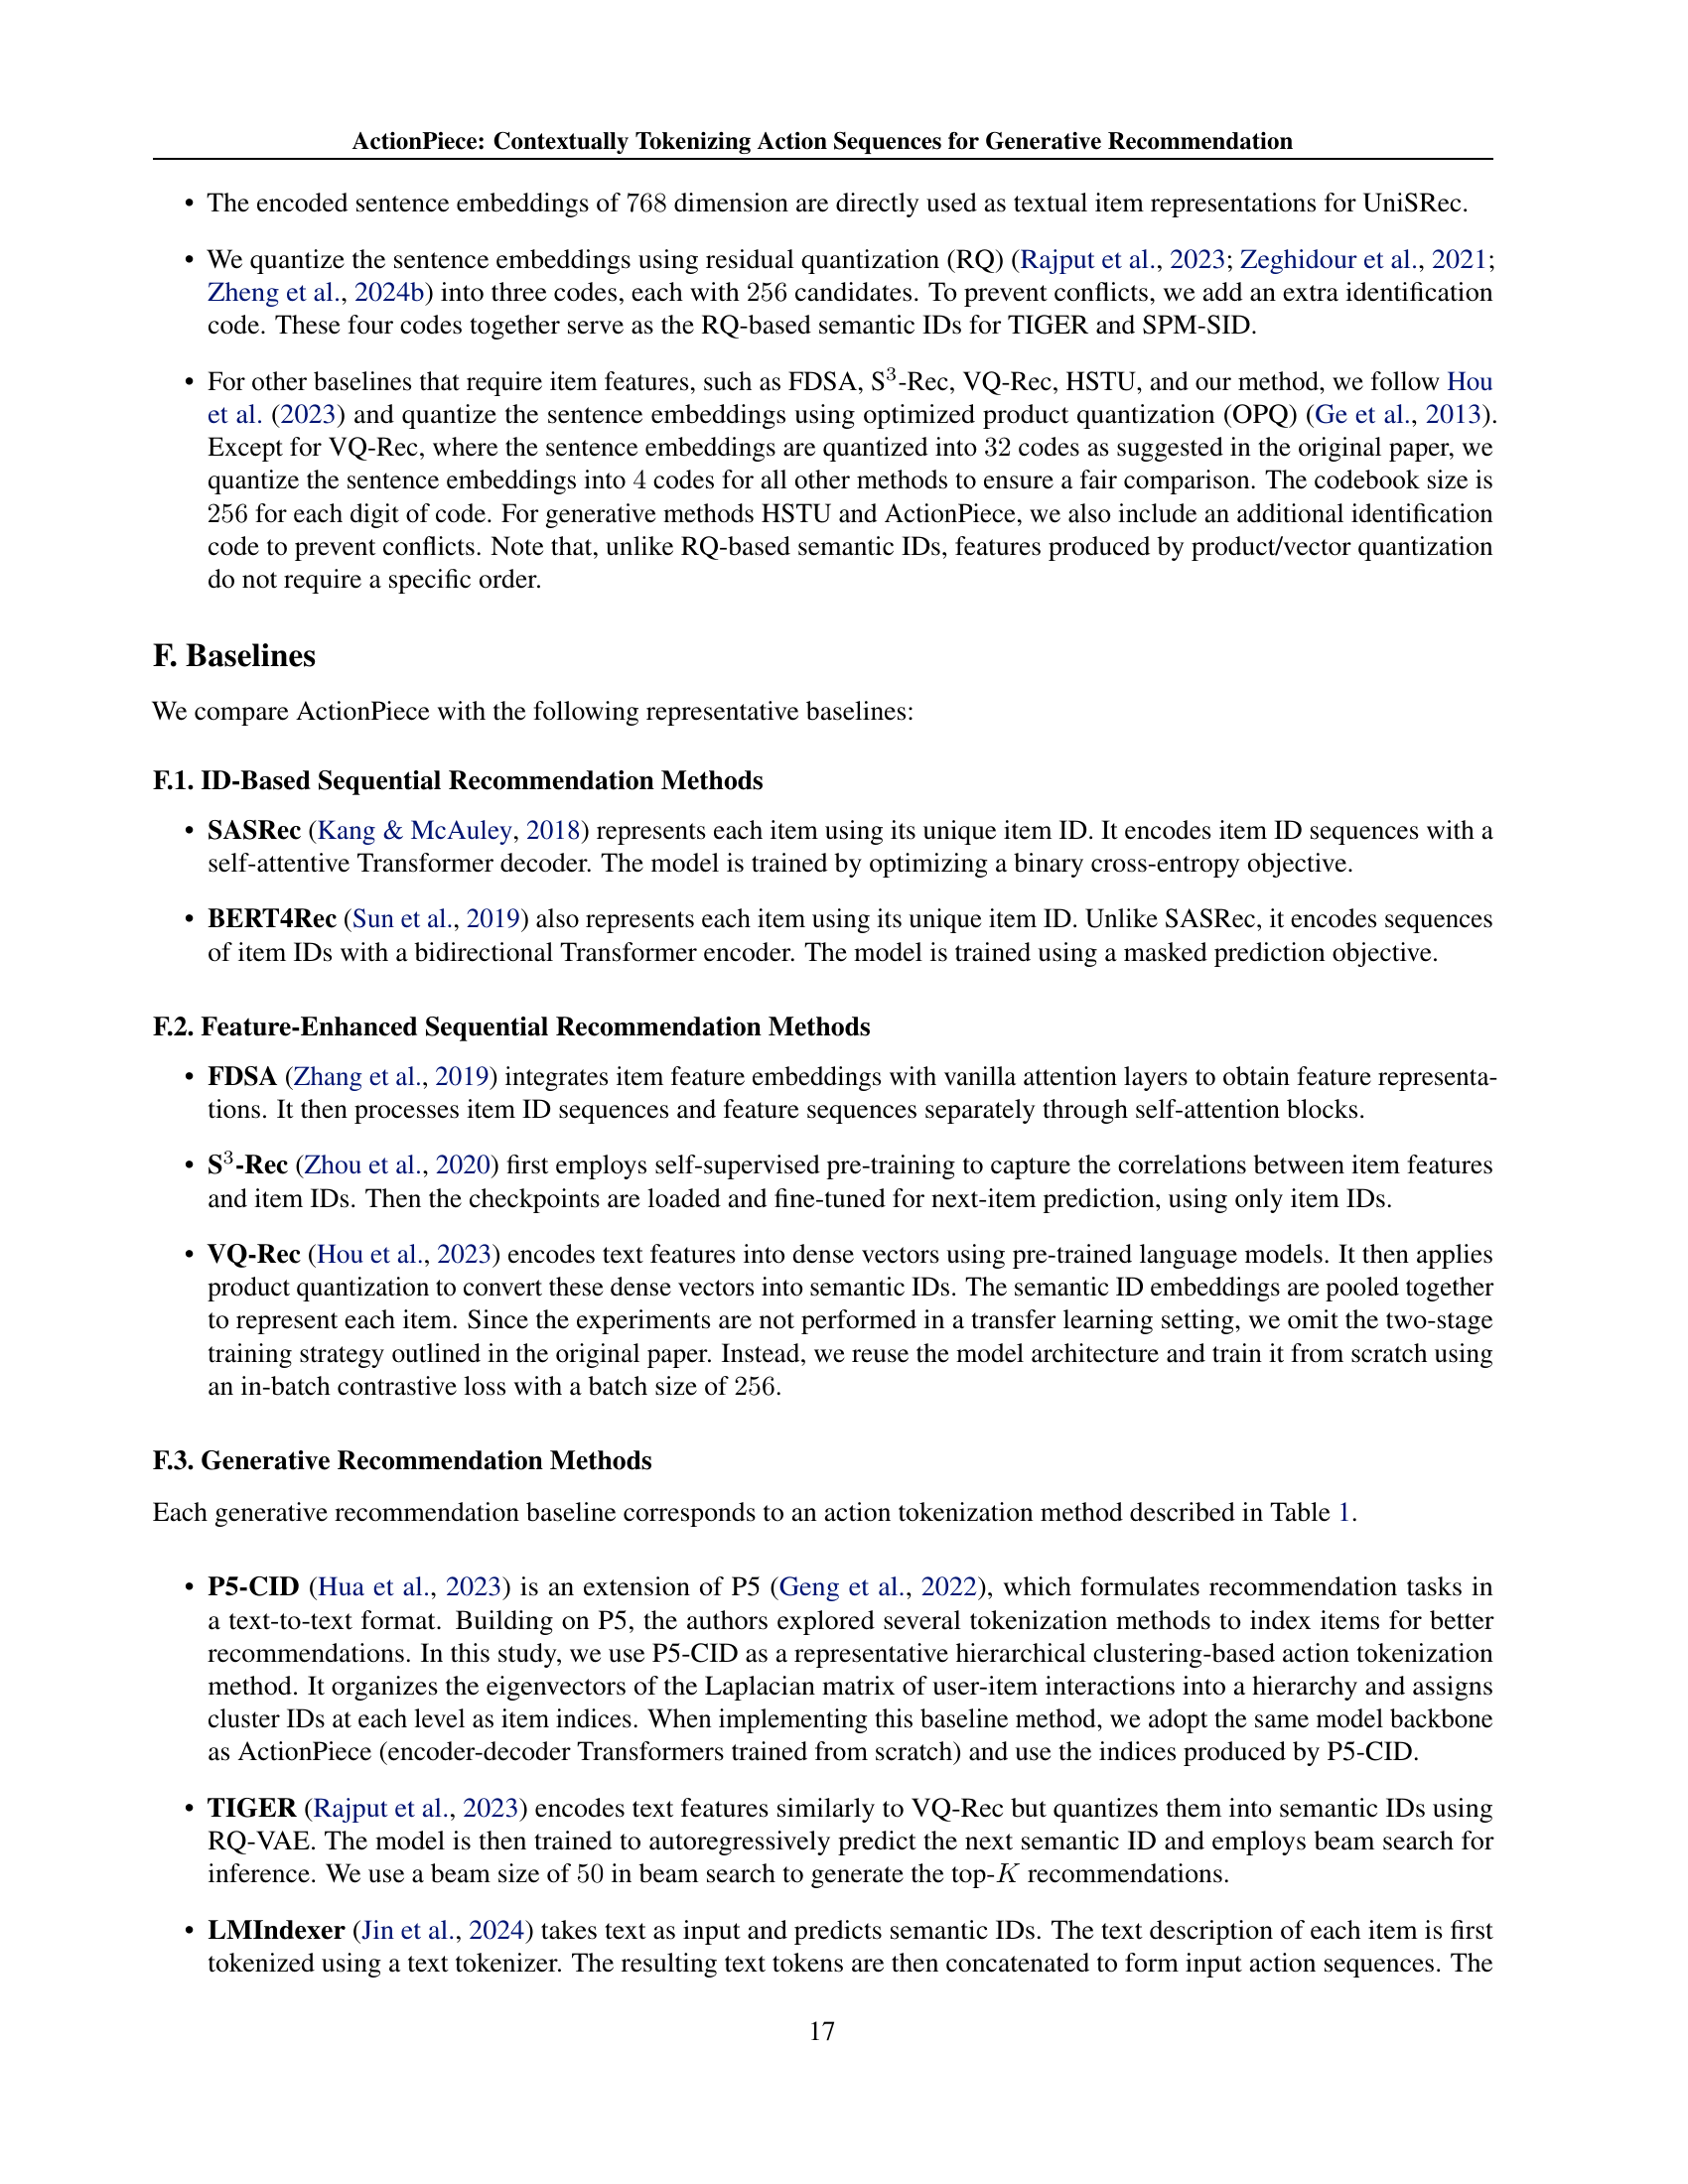 ActionPiece: Contextually Tokenizing Action Sequences for Generative Recommendation
• The encoded sentence embeddings of 768 dimension are directly used as textual item representations for UniSRec.
• We quantize the sentence embeddings using residual quantization (RQ) (Rajput et al., 2023; Zeghidour et al., 2021;
Zheng et al., 2024b) into three codes, each with 256 candidates. To prevent conflicts, we add an extra identification
code. These four codes together serve as the RQ-based semantic IDs for TIGER and SPM-SID.
• For other baselines that require item features, such as FDSA, S³-Rec, VQ-Rec, HSTU, and our method, we follow Hou
et al. (2023) and quantize the sentence embeddings using optimized product quantization (OPQ) (Ge et al., 2013).
Except for VQ-Rec, where the sentence embeddings are quantized into 32 codes as suggested in the original paper, we
quantize the sentence embeddings into 4 codes for all other methods to ensure a fair comparison. The codebook size is
256 for each digit of code. For generative methods HSTU and ActionPiece, we also include an additional identification
code to prevent conflicts. Note that, unlike RQ-based semantic IDs, features produced by product/vector quantization
do not require a specific order.
F. Baselines
We compare ActionPiece with the following representative baselines:
F.1. ID-Based Sequential Recommendation Methods
• SASRec (Kang & McAuley, 2018) represents each item using its unique item ID. It encodes item ID sequences with a
self-attentive Transformer decoder. The model is trained by optimizing a binary cross-entropy objective.
• BERT4Rec (Sun et al., 2019) also represents each item using its unique item ID. Unlike SASRec, it encodes sequences
of item IDs with a bidirectional Transformer encoder. The model is trained using a masked prediction objective.
F.2. Feature-Enhanced Sequential Recommendation Methods
• FDSA (Zhang et al., 2019) integrates item feature embeddings with vanilla attention layers to obtain feature representa-
tions. It then processes item ID sequences and feature sequences separately through self-attention blocks.
• S³-Rec (Zhou et al., 2020) first employs self-supervised pre-training to capture the correlations between item features
and item IDs. Then the checkpoints are loaded and fine-tuned for next-item prediction, using only item IDs.
• VQ-Rec (Hou et al., 2023) encodes text features into dense vectors using pre-trained language models. It then applies
product quantization to convert these dense vectors into semantic IDs. The semantic ID embeddings are pooled together
to represent each item. Since the experiments are not performed in a transfer learning setting, we omit the two-stage
training strategy outlined in the original paper. Instead, we reuse the model architecture and train it from scratch using
an in-batch contrastive loss with a batch size of 256.
F.3. Generative Recommendation Methods
Each generative recommendation baseline corresponds to an action tokenization method described in Table 1.
• P5-CID (Hua et al., 2023) is an extension of P5 (Geng et al., 2022), which formulates recommendation tasks in
a text-to-text format. Building on P5, the authors explored several tokenization methods to index items for better
recommendations. In this study, we use P5-CID as a representative hierarchical clustering-based action tokenization
method. It organizes the eigenvectors of the Laplacian matrix of user-item interactions into a hierarchy and assigns
cluster IDs at each level as item indices. When implementing this baseline method, we adopt the same model backbone
as ActionPiece (encoder-decoder Transformers trained from scratch) and use the indices produced by P5-CID.
• TIGER (Rajput et al., 2023) encodes text features similarly to VQ-Rec but quantizes them into semantic IDs using
RQ-VAE. The model is then trained to autoregressively predict the next semantic ID and employs beam search for
inference. We use a beam size of 50 in beam search to generate the top-K recommendations.
• LMIndexer (Jin et al., 2024) takes text as input and predicts semantic IDs. The text description of each item is first
tokenized using a text tokenizer. The resulting text tokens are then concatenated to form input action sequences. The
17